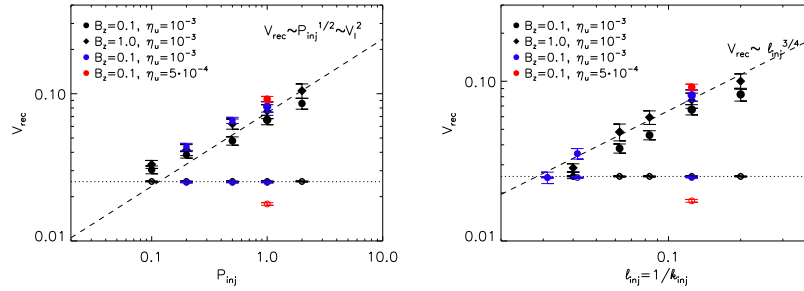 V_rec∼P_inj^1/2∼V_l^2
B_z=0.1, η_u=10^-3
B_z=1.0, η_u=10^-3
B_z=0.1, η_u=10^-3
B_z=0.1, η_u=5·10^-4
V_rec
0.10
0.01
0.1
1.0
10.0
P_inj
V_rec∼ ℓ_inj^3/4
B_z=0.1, η_u=10^-3
B_z=1.0, η_u=10^-3
B_z=0.1, η_u=10^-3
B_z=0.1, η_u=5·10^-4
V_rec
0.10
0.01
0.1
ℓ_inj=1/k_inj